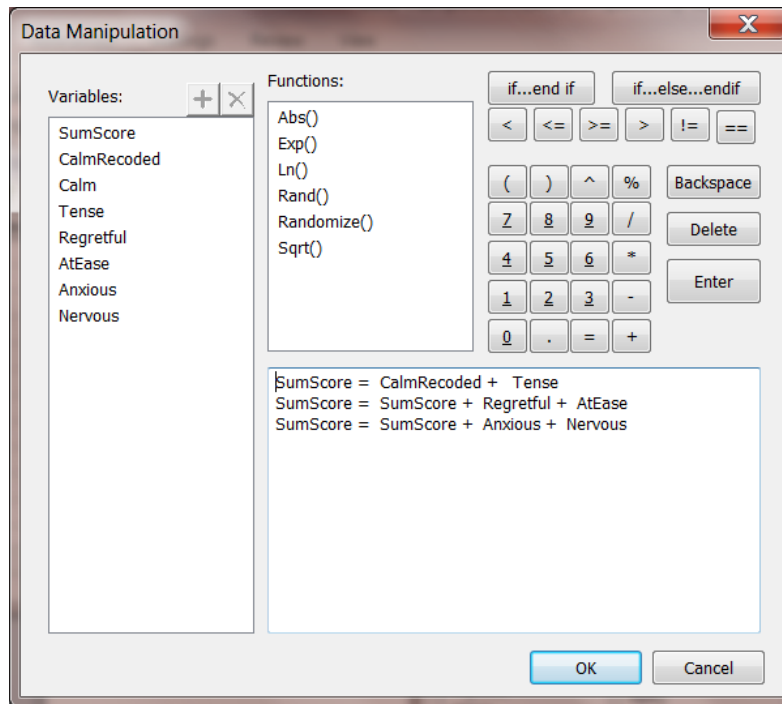 Data Manipulation
X
Variables:
+
×
SumScore
CalmRecoded
Calm
Tense
Regretful
AtEase
Anxious
Nervous
Functions:
Abs()
Exp()
Ln()
Rand()
Randomize()
Sqrt()
if...end if
if...else...endif
<
<=
>=
>
!=
==
( ) ^ %
7 8 9 /
4 5 6 *
1 2 3 -
0 . = +
Backspace
Delete
Enter
SumScore = CalmRecoded + Tense
SumScore = SumScore + Regretful + AtEase
SumScore = SumScore + Anxious + Nervous
OK
Cancel